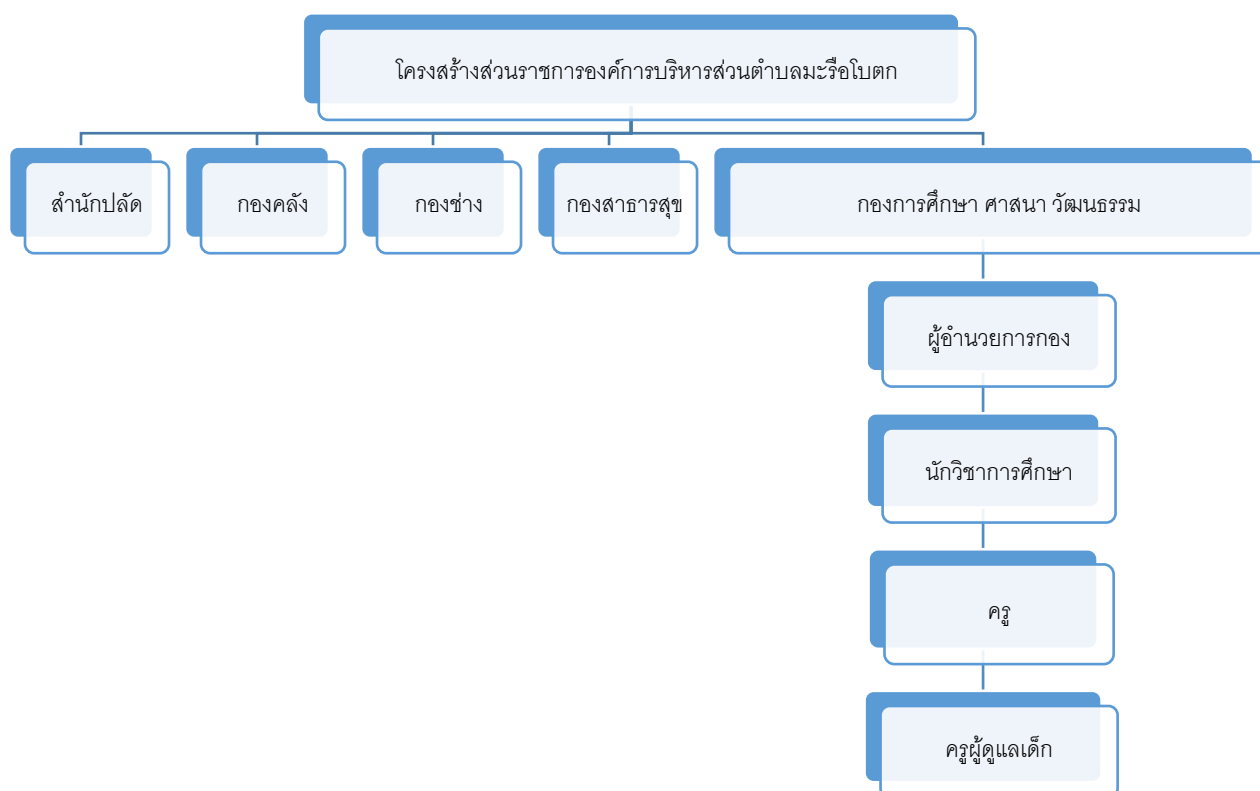 โครงสร้างส่วนราชการองค์การบริหารส่วนตำบลมะรือโบตก
สำนักปลัด
กองคลัง
กองช่าง
กองสาธารสุข
กองการศึกษา ศาสนา วัฒนธรรม
ผู้อำนวยการกอง
นักวิชาการศึกษา
ครู
ครูผู้ดูแลเด็ก